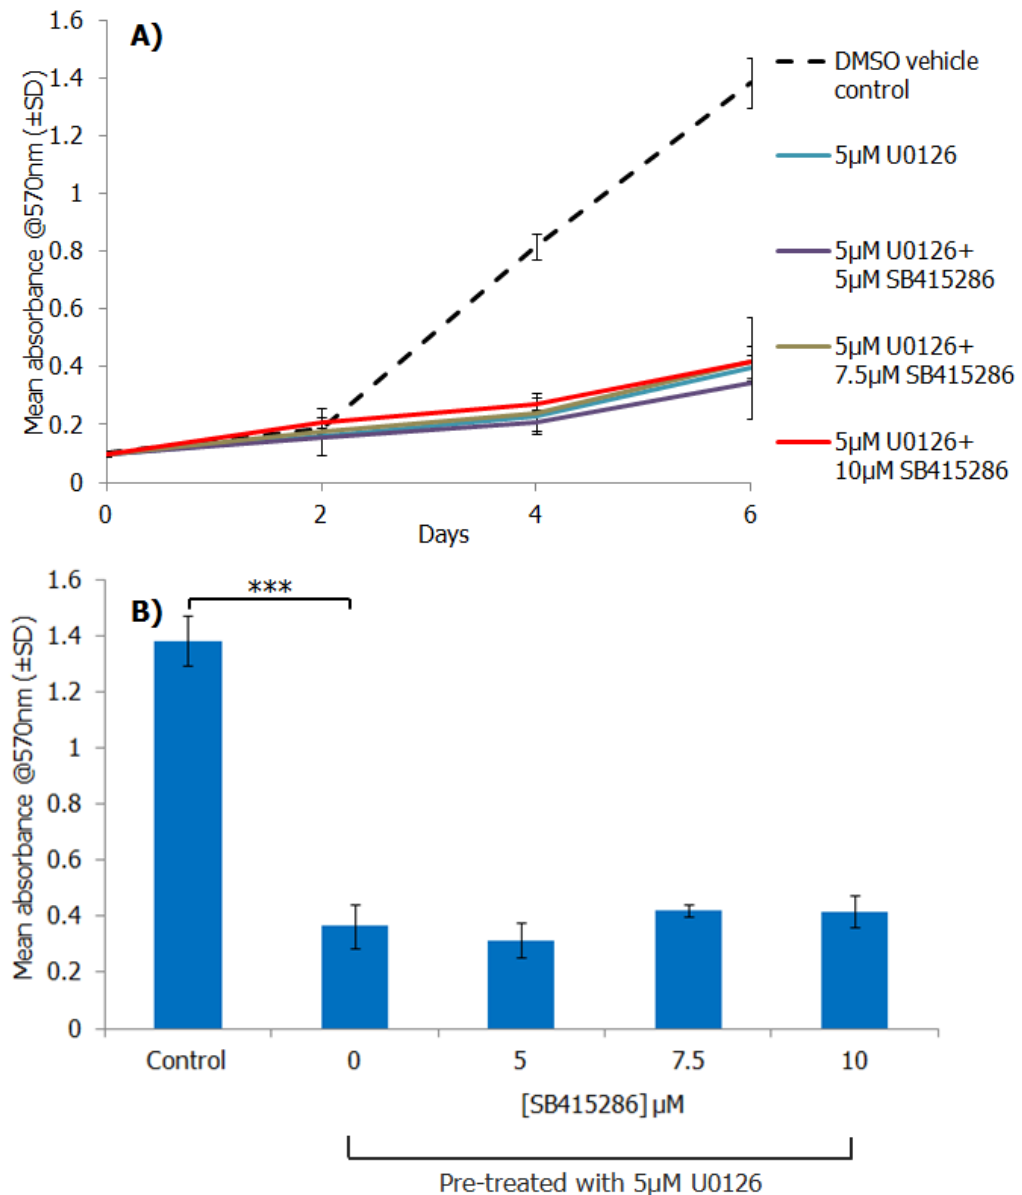 A)
Mean absorbance @570nm (±SD)
1.6
1.4
1.2
1
0.8
0.6
0.4
0.2
0
0
2
4
6
Days
DMSO vehicle
control
5µM U0126
5µM U0126+
5µM SB415286
5µM U0126+
7.5µM SB415286
5µM U0126+
10µM SB415286
B)
***
Mean absorbance @570nm (±SD)
1.6
1.4
1.2
1
0.8
0.6
0.4
0.2
0
Control
0
5
7.5
10
[SB415286] µM
Pre-treated with 5µM U0126